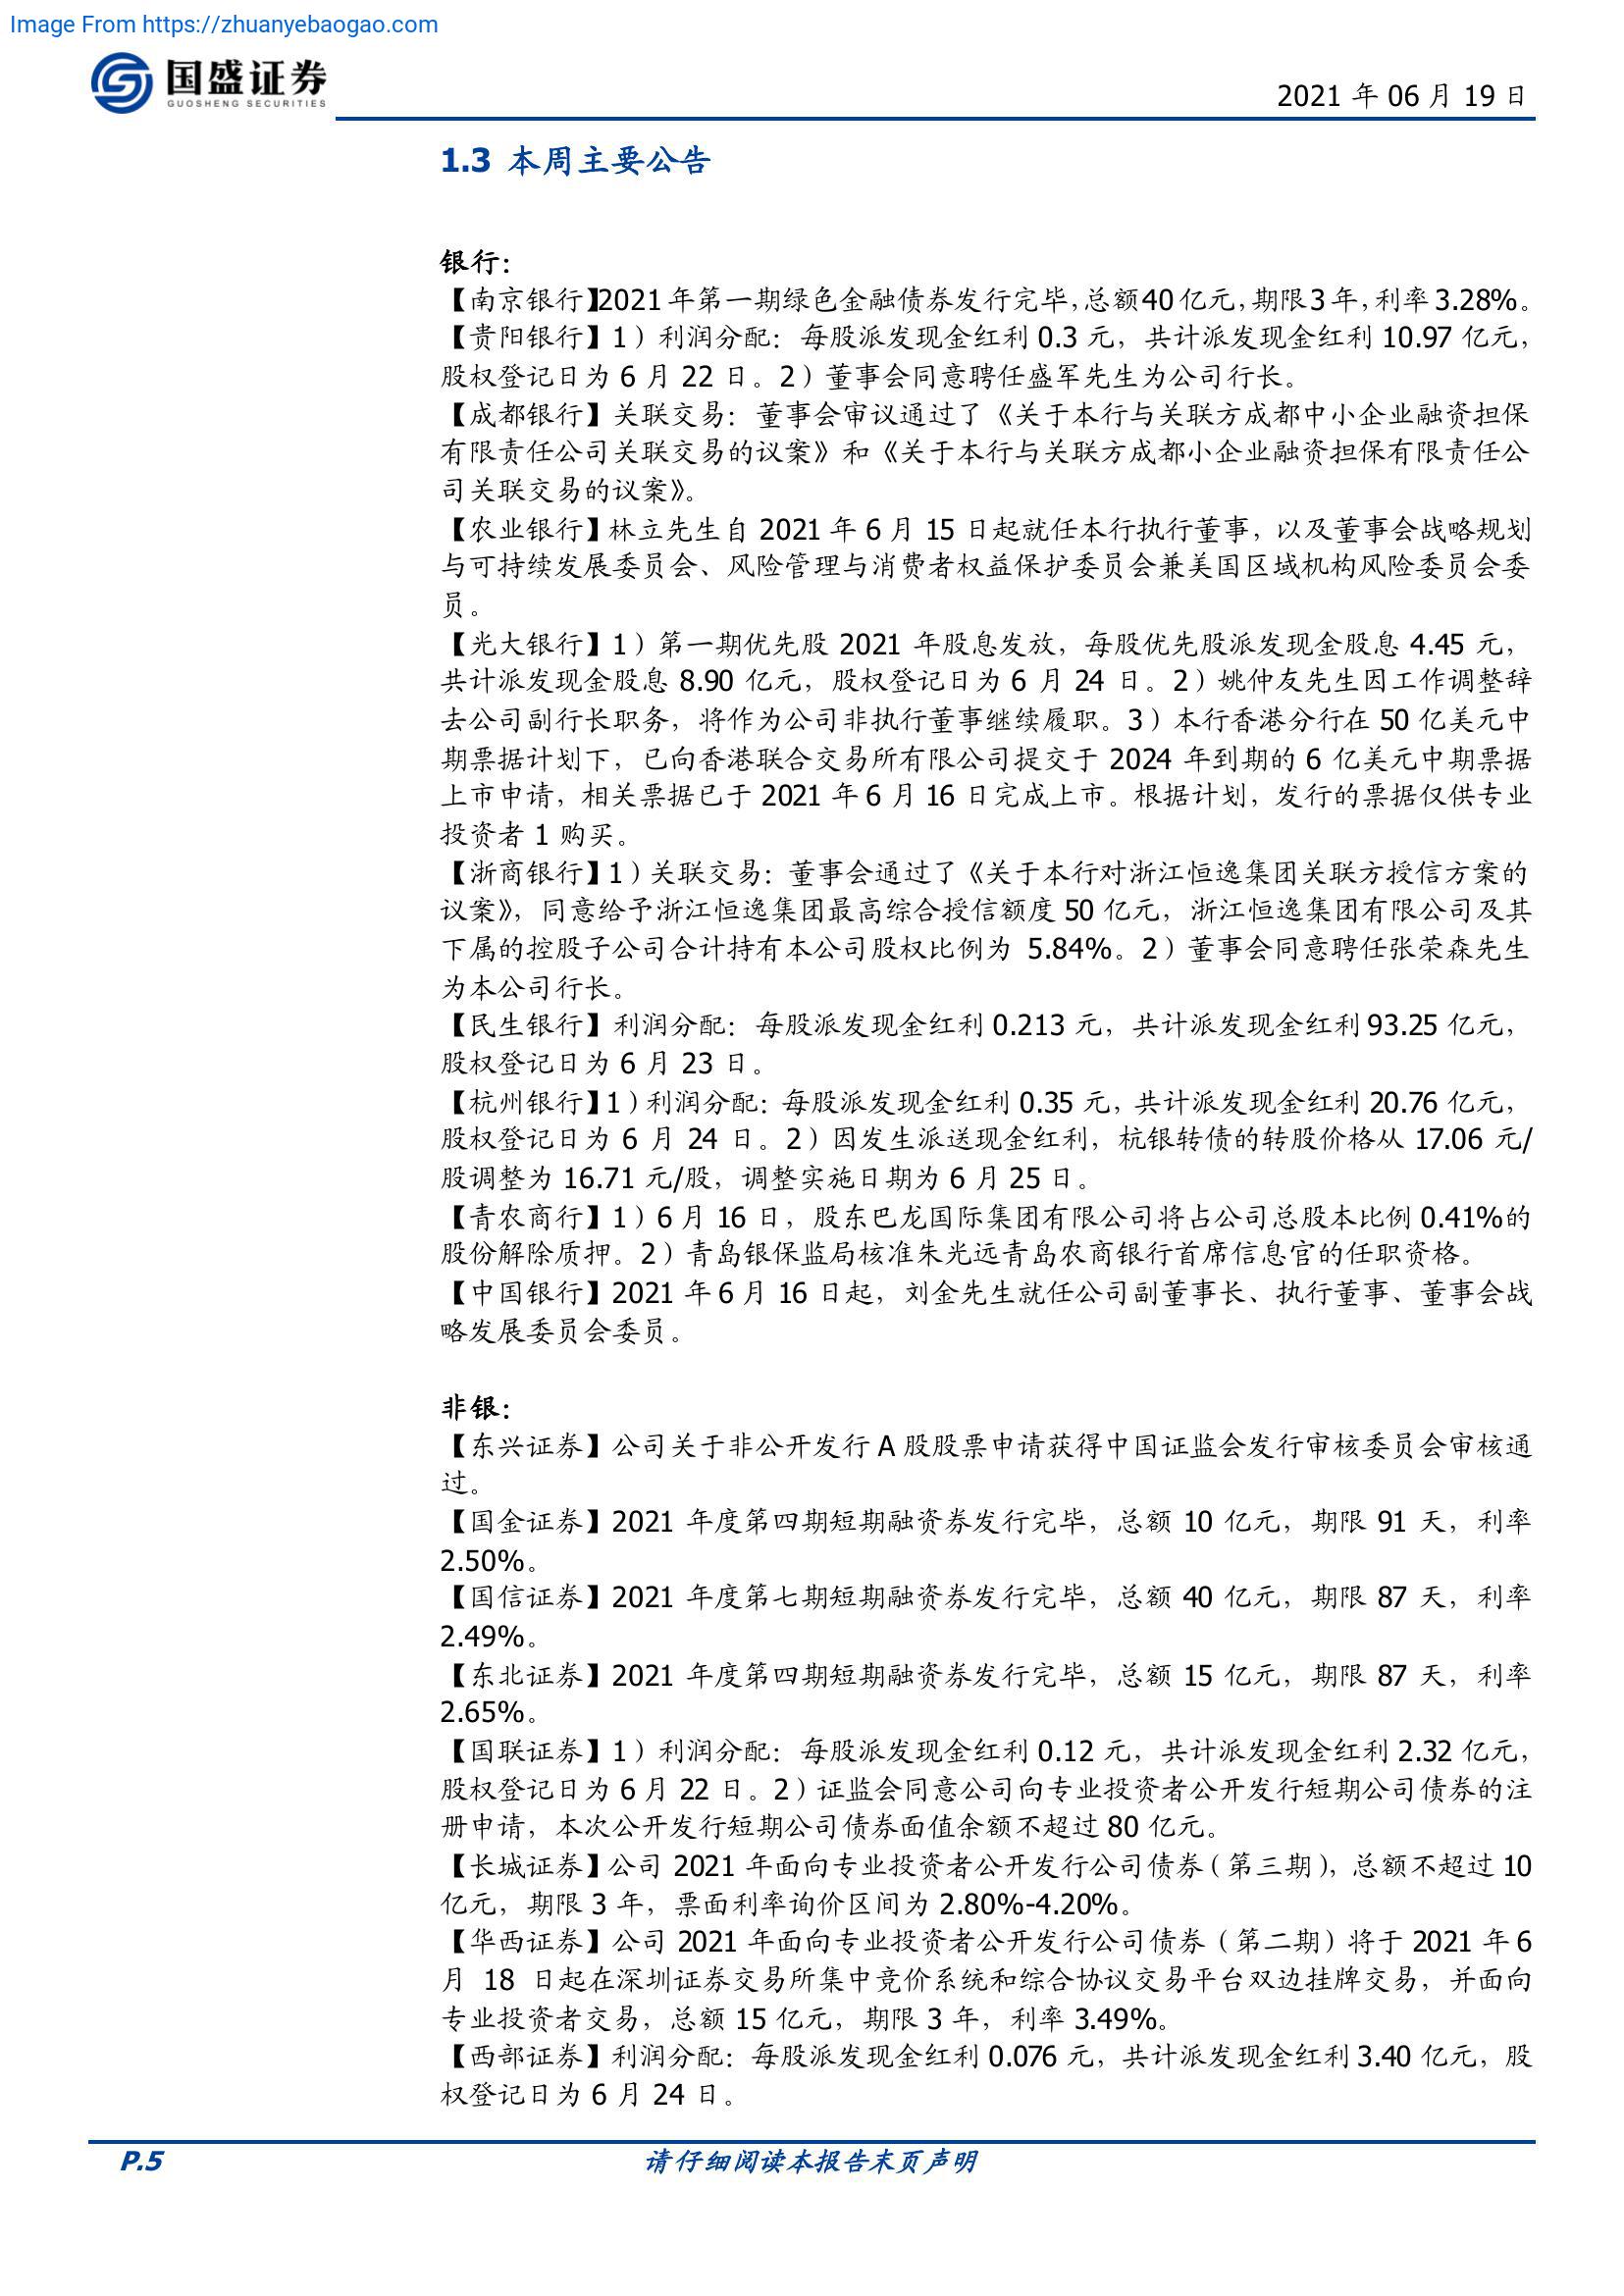 Image From https://zhuanyebaogao.com
国盛证券
GUOSHENG SECURITIES
2021 年 06 月 19 日
1.3 本周主要公告
银行：
【南京银行】2021 年第一期绿色金融债券发行完毕，总额 40 亿元，期限 3 年，利率 3.28%。
【贵阳银行】1）利润分配：每股派发现金红利 0.3 元，共计派发现金红利 10.97 亿元，
股权登记日为 6 月 22 日。2）董事会同意聘任盛军先生为公司行长。
【成都银行】关联交易：董事会审议通过了《关于本行与关联方成都中小企业融资担保
有限责任公司关联交易的议案》和《关于本行与关联方成都小企业融资担保有限责任公
司关联交易的议案》。
【农业银行】林立先生自 2021 年 6 月 15 日起就任本行执行董事，以及董事会战略规划
与可持续发展委员会、风险管理与消费者权益保护委员会兼美国区域机构风险委员会委
员。
【光大银行】1）第一期优先股 2021 年股息发放，每股优先股派发现金股息 4.45 元，
共计派发现金股息 8.90 亿元，股权登记日为 6 月 24 日。2）姚仲友先生因工作调整辞
去公司副行长职务，将作为公司非执行董事继续履职。3）本行香港分行在 50 亿美元中
期票据计划下，已向香港联合交易所有限公司提交于 2024 年到期的 6 亿美元中期票据
上市申请，相关票据已于 2021 年 6 月 16 日完成上市。根据计划，发行的票据仅供专业
投资者 1 购买。
【浙商银行】1）关联交易：董事会通过了《关于本行对浙江恒逸集团关联方授信方案的
议案》，同意给予浙江恒逸集团最高综合授信额度 50 亿元，浙江恒逸集团有限公司及其
下属的控股子公司合计持有本公司股权比例为 5.84%。2）董事会同意聘任张荣森先生
为本公司行长。
【民生银行】利润分配：每股派发现金红利 0.213 元，共计派发现金红利 93.25 亿元，
股权登记日为 6 月 23 日。
【杭州银行】1）利润分配：每股派发现金红利 0.35 元，共计派发现金红利 20.76 亿元，
股权登记日为 6 月 24 日。2）因发生派送现金红利，杭银转债的转股价格从 17.06 元/
股调整为 16.71 元/股，调整实施日期为 6 月 25 日。
【青农商行】1）6 月 16 日，股东巴龙国际集团有限公司将占公司总股本比例 0.41%的
股份解除质押。2）青岛银保监局核准朱光远青岛农商银行首席信息官的任职资格。
【中国银行】2021 年 6 月 16 日起，刘金先生就任公司副董事长、执行董事、董事会战
略发展委员会委员。
非银：
【东兴证券】公司关于非公开发行 A 股股票申请获得中国证监会发行审核委员会审核通
过。
【国金证券】2021 年度第四期短期融资券发行完毕，总额 10 亿元，期限 91 天，利率
2.50%。
【国信证券】2021 年度第七期短期融资券发行完毕，总额 40 亿元，期限 87 天，利率
2.49%。
【东北证券】2021 年度第四期短期融资券发行完毕，总额 15 亿元，期限 87 天，利率
2.65%。
【国联证券】1）利润分配：每股派发现金红利 0.12 元，共计派发现金红利 2.32 亿元，
股权登记日为 6 月 22 日。2）证监会同意公司向专业投资者公开发行短期公司债券的注
册申请，本次公开发行短期公司债券面值余额不超过 80 亿元。
【长城证券】公司 2021 年面向专业投资者公开发行公司债券（第三期），总额不超过 10
亿元，期限 3 年，票面利率询价区间为 2.80%-4.20%。
【华西证券】公司 2021 年面向专业投资者公开发行公司债券（第二期）将于 2021 年 6
月 18 日起在深圳证券交易所集中竞价系统和综合协议交易平台双边挂牌交易，并面向
专业投资者交易，总额 15 亿元，期限 3 年，利率 3.49%。
【西部证券】利润分配：每股派发现金红利 0.076 元，共计派发现金红利 3.40 亿元，股
权登记日为 6 月 24 日。
P.5
请仔细阅读本报告末页声明